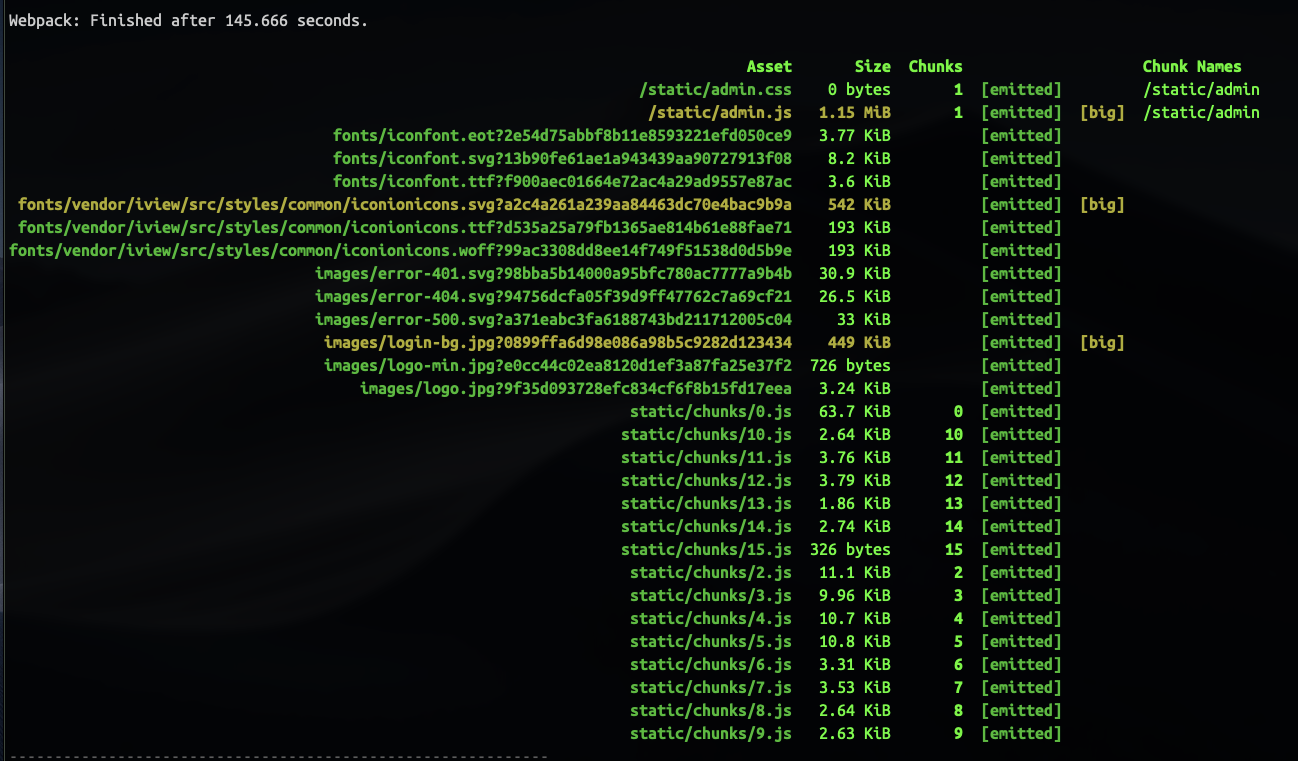 Webpack: Finished after 145.666 seconds.
Asset Size Chunks Chunk Names
/static/admin.css 0 bytes 1 [emitted] /static/admin
/static/admin.js 1.15 MiB 1 [emitted] [big] /static/admin
fonts/iconfont.eot?2e54d75abbf8b11e8593221efd050ce9 3.77 KiB [emitted]
fonts/iconfont.svg?13b90fe61ae1a943439aa90727913f08 8.2 KiB [emitted]
fonts/iconfont.ttf?f900aec01664e72ac4a29ad9557e87ac 3.6 KiB [emitted]
fonts/vendor/iview/src/styles/common/iconionicons.svg?a2c4a261a239aa84463dc70e4bac9b9a 542 KiB [emitted] [big]
fonts/vendor/iview/src/styles/common/iconionicons.ttf?d535a25a79fb1365ae814b61e88fae71 193 KiB [emitted]
fonts/vendor/iview/src/styles/common/iconionicons.woff?99ac3308dd8ee14f749f51538d0d5b9e 193 KiB [emitted]
images/error-401.svg?98bba5b14000a95bfc780ac7777a9b4b 30.9 KiB [emitted]
images/error-404.svg?94756dcfa05f39d9ff47762c7a69cf21 26.5 KiB [emitted]
images/error-500.svg?a371eabc3fa6188743bd211712005c04 33 KiB [emitted]
images/login-bg.jpg?0899ffa6d98e086a98b5c9282d123434 449 KiB [emitted] [big]
images/logo-min.jpg?e0cc44c02ea8120d1ef3a87fa25e37f2 726 bytes [emitted]
images/logo.jpg?9f35d093728efc834cf6f8b15fd17eea 3.24 KiB [emitted]
static/chunks/0.js 63.7 KiB 0 [emitted]
static/chunks/10.js 2.64 KiB 10 [emitted]
static/chunks/11.js 3.76 KiB 11 [emitted]
static/chunks/12.js 3.79 KiB 12 [emitted]
static/chunks/13.js 1.86 KiB 13 [emitted]
static/chunks/14.js 2.74 KiB 14 [emitted]
static/chunks/15.js 326 bytes 15 [emitted]
static/chunks/2.js 11.1 KiB 2 [emitted]
static/chunks/3.js 9.96 KiB 3 [emitted]
static/chunks/4.js 10.7 KiB 4 [emitted]
static/chunks/5.js 10.8 KiB 5 [emitted]
static/chunks/6.js 3.31 KiB 6 [emitted]
static/chunks/7.js 3.53 KiB 7 [emitted]
static/chunks/8.js 2.64 KiB 8 [emitted]
static/chunks/9.js 2.63 KiB 9 [emitted]